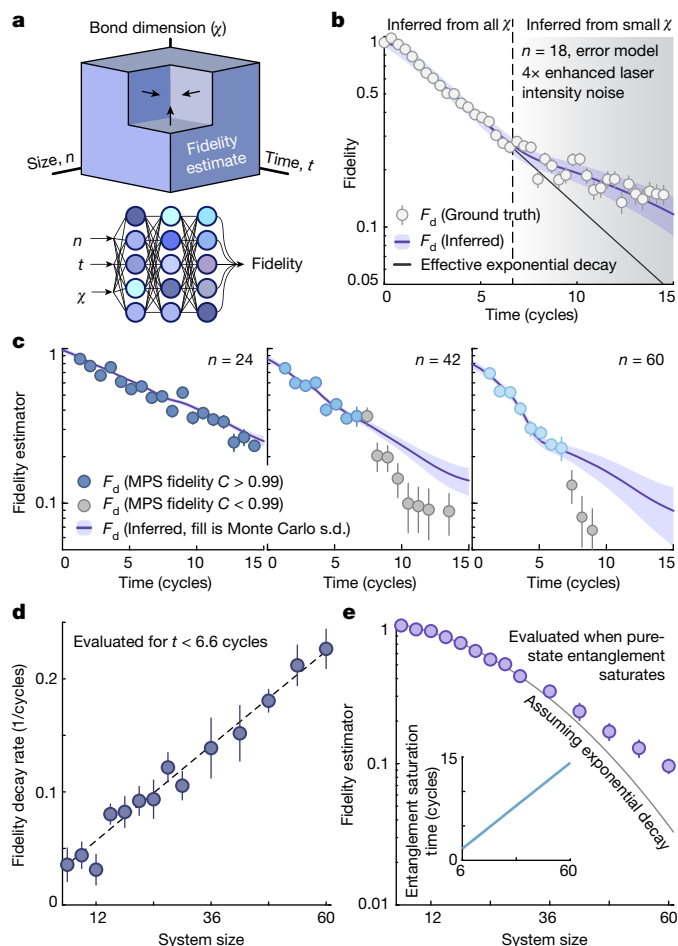 a
Bond dimension (χ)
Fidelity
estimate
Size, n
Time, t
n
t
χ
Fidelity
b
Inferred from all χ
Inferred from small χ
n = 18, error model
4× enhanced laser
intensity noise
1
0.5
0.1
0.05
Fidelity
Fd (Ground truth)
Fd (Inferred)
Effective exponential decay
0
5
10
15
Time (cycles)
c
1
0.1
Fidelity estimator
n = 24
n = 42
n = 60
Fd (MPS fidelity C > 0.99)
Fd (MPS fidelity C < 0.99)
Fd (Inferred, fill is Monte Carlo s.d.)
0 5 10 15
0 5 10 15
0 5 10 15
Time (cycles)
Time (cycles)
Time (cycles)
d
Evaluated for t < 6.6 cycles
Fidelity decay rate (1/cycles)
0.2
0.1
0
12
36
60
System size
e
Evaluated when pure-
state entanglement
saturates
Assuming exponential
decay
Fidelity estimator
1
0.1
0.01
Entanglement saturation
time (cycles)
15
0
6
60
12
36
60
System size